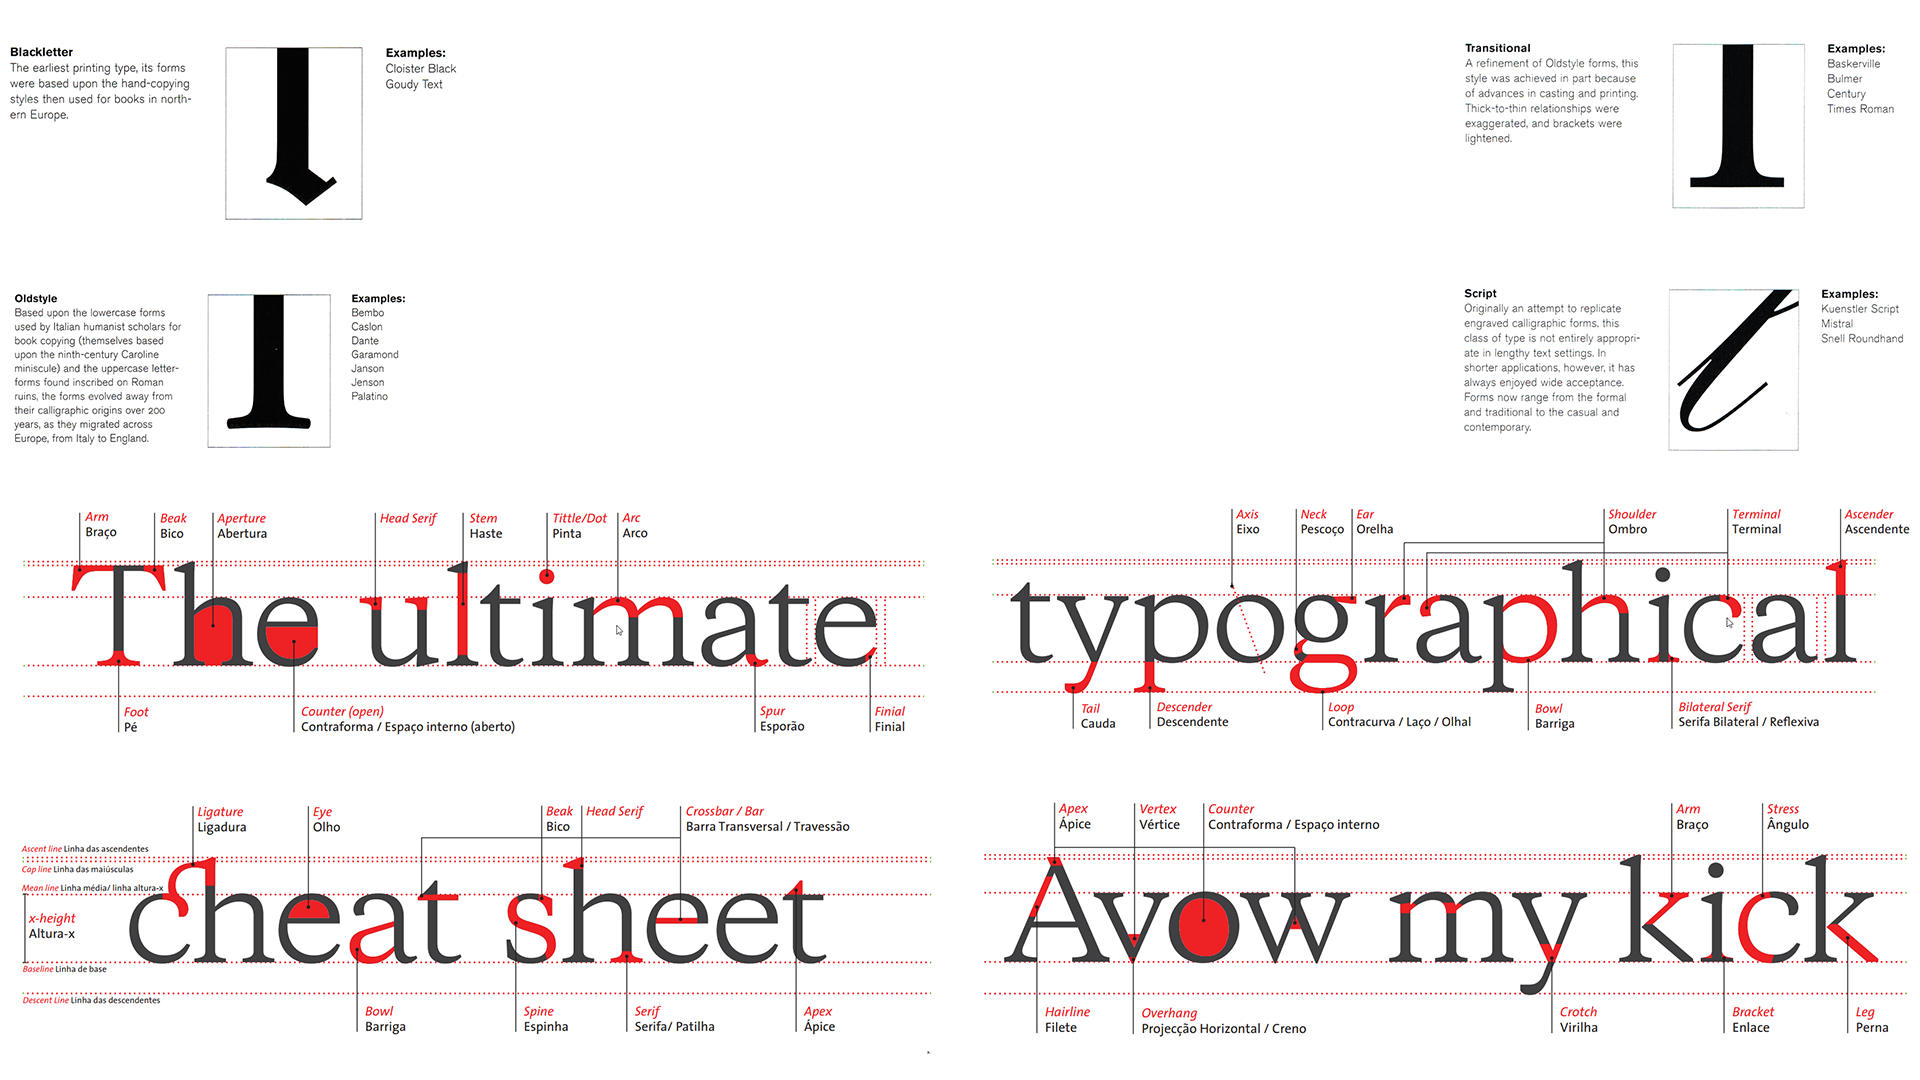 Blackletter
The earliest printing type, its forms
were based upon the hand-copying
styles then used for books in north-
ern Europe.
Examples:
Cloister Black
Goudy Text
Transitional
A refinement of Oldstyle forms, this
style was achieved in part because
of advances in casting and printing.
Thick-to-thin relationships were
exaggerated, and brackets were
lightened.
Examples:
Baskerville
Bulmer
Century
Times Roman
Oldstyle
Based upon the lowercase forms
used by Italian humanist scholars for
book copying (themselves based
upon the ninth-century Caroline
miniscule) and the uppercase letter-
forms found inscribed on Roman
ruins, the forms evolved away from
their calligraphic origins over 200
years, as they migrated across
Europe, from Italy to England.
Examples:
Bembo
Caslon
Dante
Garamond
Janson
Jenson
Palatino
Script
Originally an attempt to replicate
engraved calligraphic forms, this
class of type is not entirely appropri-
ate in lengthy text settings. In
shorter applications, however, it has
always enjoyed wide acceptance.
Forms now range from the formal
and traditional to the casual and
contemporary.
Examples:
Kuenstler Script
Mistral
Snell Roundhand
Arm Beak Aperture Head Serif Stem Tittle/Dot Arc
Braço Bico Abertura Haste Pinta Arco
The ultimate
Foot Counter (open) Spur Finial
Pé Contraforma / Espaço interno (aberto) Esporão Finial
Axis Neck Ear Shoulder Terminal Ascender
Eixo Pescoço Orelha Ombro Terminal Ascendente
typographical
Tail Descender Loop Bowl Bilateral Serif
Cauda Descendente Contracurva / Laço / Olhal Barriga Serifa Bilateral / Reflexiva
Ligature Eye Beak Head Serif Crossbar / Bar
Ligadura Olho Bico Barra Transversal / Travessão
Ascent line Linha das ascendentes
Cap line Linha das maiúsculas
Mean line Linha média/ linha altura-x
x-height
Altura-x
cheat sheet
Baseline Linha de base
Descent Line Linha das descendentes
Bowl Spine Serif Apex
Barriga Espinha Serifa/ Patilha Ápice
Apex Vertex Counter Arm Stress
Ápice Vértice Contraforma / Espaço interno Braço Ângulo
Avow my kick
Hairline Overhang Crotch Bracket Leg
Filete Projecção Horizontal / Creno Virilha Enlace Perna